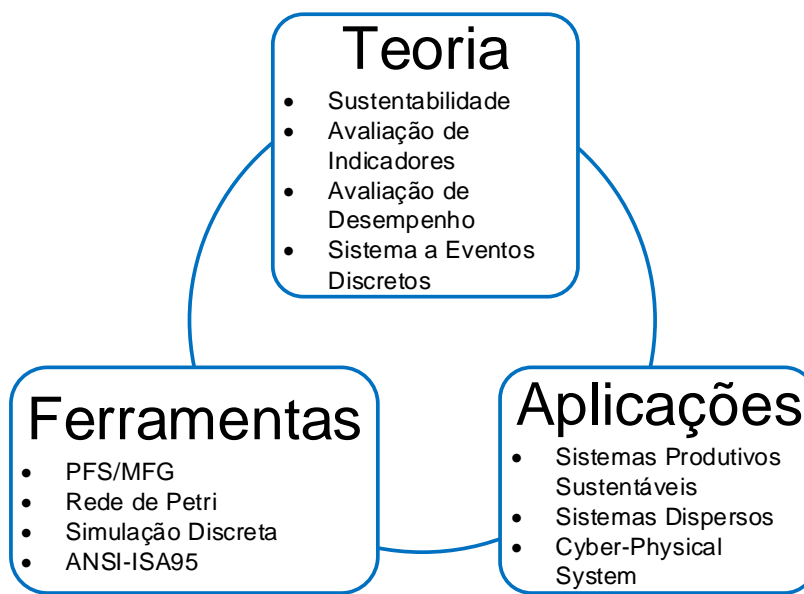 Teoria
• Sustentabilidade
• Avaliação de
Indicadores
• Avaliação de
Desempenho
• Sistema a Eventos
Discretos
Ferramentas
• PFS/MFG
• Rede de Petri
• Simulação Discreta
• ANSI-ISA95
Aplicações
• Sistemas Produtivos
Sustentáveis
• Sistemas Dispersos
• Cyber-Physical
System